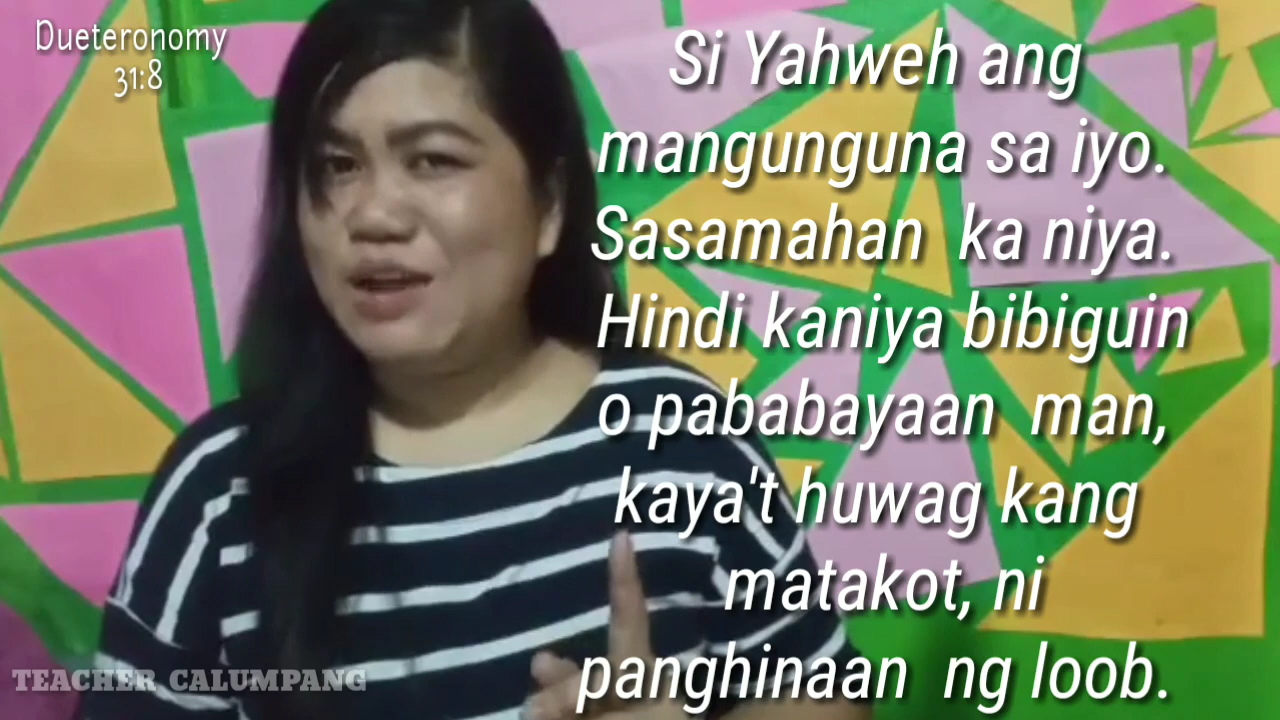 Dueteronomy
31:8
Si Yahweh ang
mangunguna sa iyo.
Sasamahan ka niya.
Hindi kaniya bibiguin
o pababayaan man,
kaya't huwag kang
matakot, ni
panghinaan ng loob.
TEACHER CALUMPANG